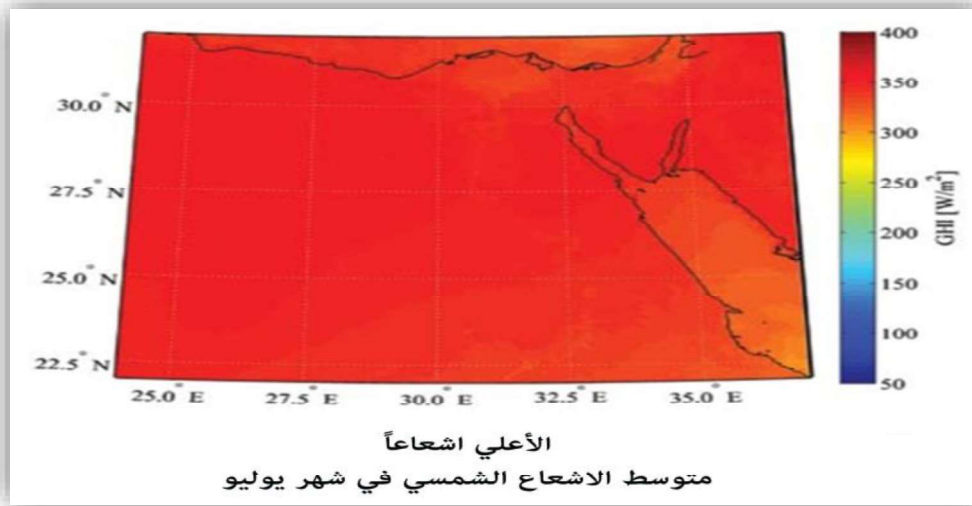 400
350
300
250
200
150
100
50
GHI [W/m²]
30.0° N
27.5° N
25.0° N
22.5° N
25.0° E 27.5° E 30.0° E 32.5° E 35.0° E
الأعلي اشعاعاً
متوسط الاشعاع الشمسي في شهر يوليو